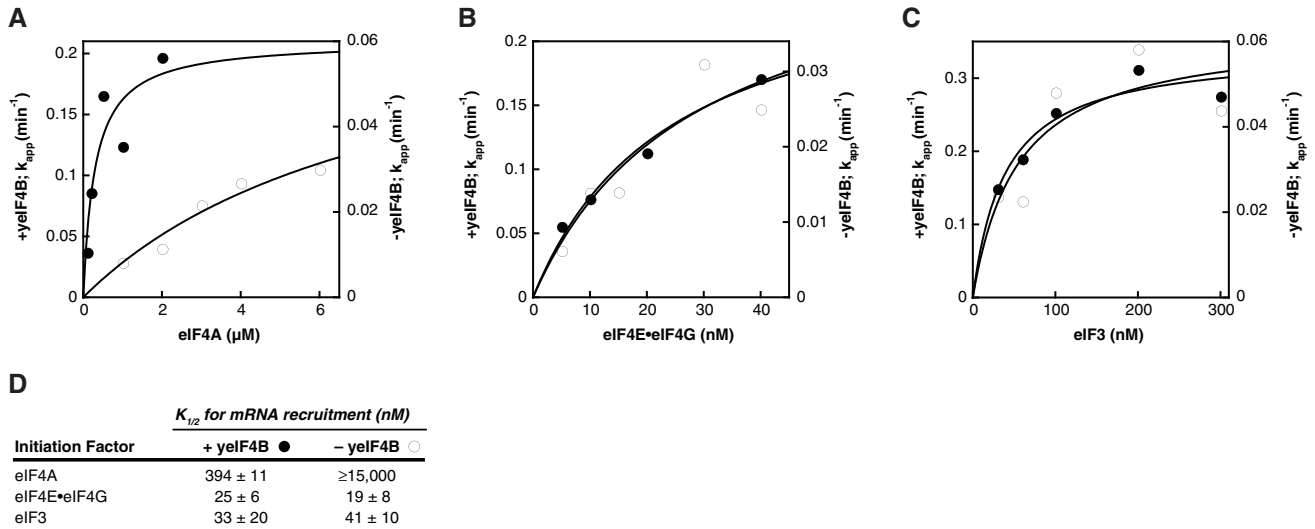 A
+yeIF4B; kapp (min-1)
0.2
0.15
0.1
0.05
0
0.06
0.04
0.02
0
-yeIF4B; kapp (min-1)
0 2 4 6
eIF4A (µM)
B
+yeIF4B; kapp (min-1)
0.2
0.15
0.1
0.05
0
0.03
0.02
0.01
0
-yeIF4B; kapp (min-1)
0 10 20 30 40
eIF4E•eIF4G (nM)
C
+yeIF4B; kapp (min-1)
0.3
0.2
0.1
0
0.06
0.04
0.02
0
-yeIF4B; kapp (min-1)
0 100 200 300
eIF3 (nM)
D
K1/2 for mRNA recruitment (nM)
Initiation Factor + yeIF4B – yeIF4B
eIF4A 394 ± 11 ≥15,000
eIF4E•eIF4G 25 ± 6 19 ± 8
eIF3 33 ± 20 41 ± 10